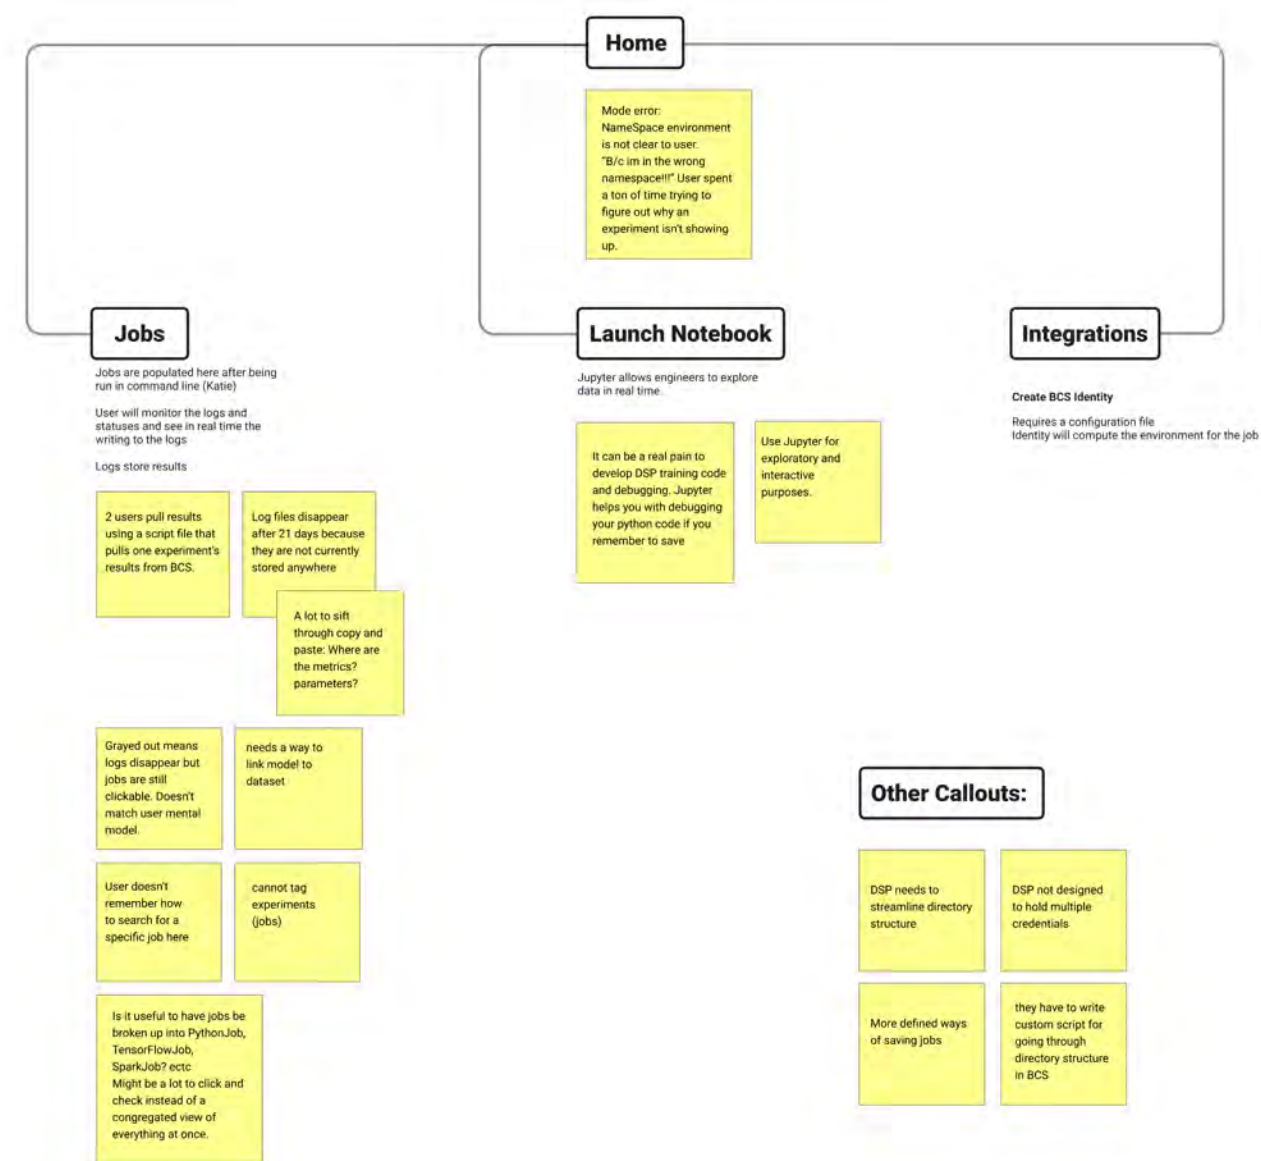 Home
Mode error:
NameSpace environment
is not clear to user.
"B/c im in the wrong
namespace!!!" User spent
a ton of time trying to
figure out why an
experiment isn't showing
up.
Jobs
Jobs are populated here after being
run in command line (Katie)
User will monitor the logs and
statuses and see in real time the
writing to the logs
Logs store results
2 users pull results
using a script file that
pulls one experiment's
results from BCS.
Log files disappear
after 21 days because
they are not currently
stored anywhere
A lot to sift
through copy and
paste: Where are
the metrics?
parameters?
Grayed out means
logs disappear but
jobs are still
clickable. Doesn't
match user mental
model.
needs a way to
link model to
dataset
User doesn't
remember how
to search for a
specific job here
cannot tag
experiments
(jobs)
Is it useful to have jobs be
broken up into PythonJob,
TensorFlowJob,
SparkJob? ectc
Might be a lot to click and
check instead of a
congregated view of
everything at once.
Launch Notebook
Jupyter allows engineers to explore
data in real time.
It can be a real pain to
develop DSP training code
and debugging. Jupyter
helps you with debugging
your python code if you
remember to save
Use Jupyter for
exploratory and
interactive
purposes.
Integrations
Create BCS Identity
Requires a configuration file
Identity will compute the environment for the job
Other Callouts:
DSP needs to
streamline directory
structure
DSP not designed
to hold multiple
credentials
More defined ways
of saving jobs
they have to write
custom script for
going through
directory structure
in BCS